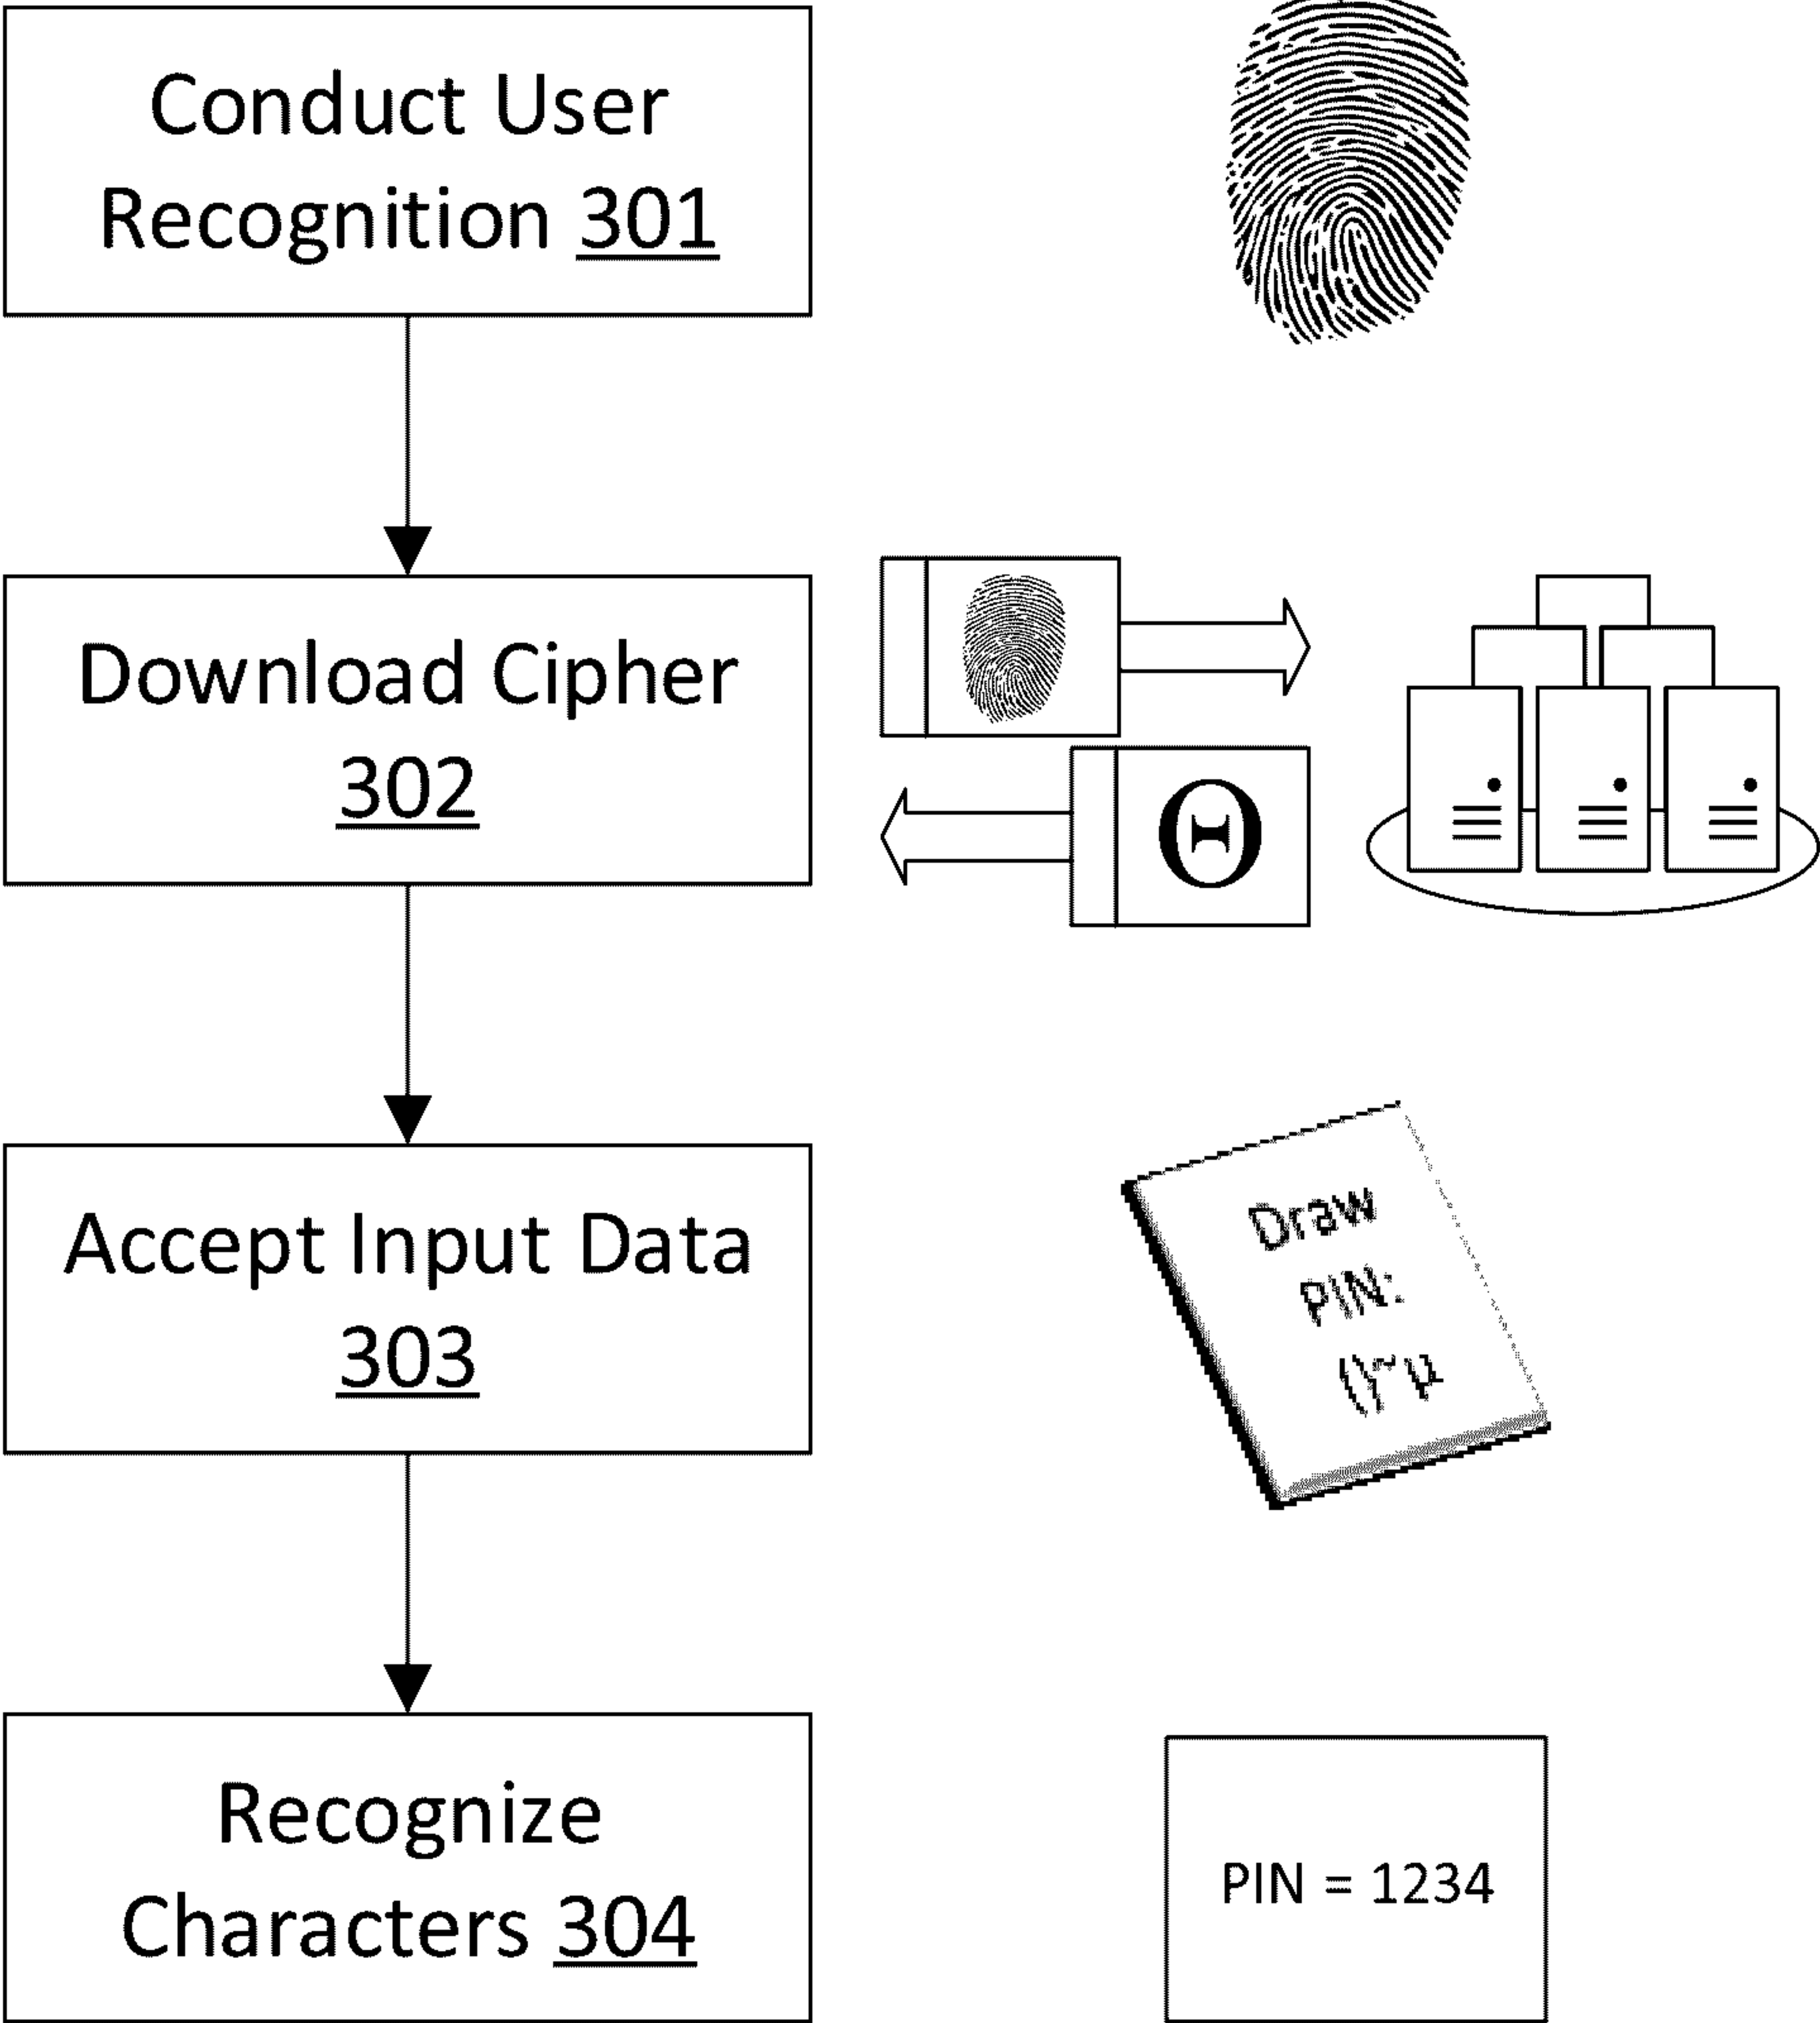 Conduct User
Recognition 301
Download Cipher
302
Θ
Accept Input Data
303
Draw
PIN:
Recognize
Characters 304
PIN = 1234